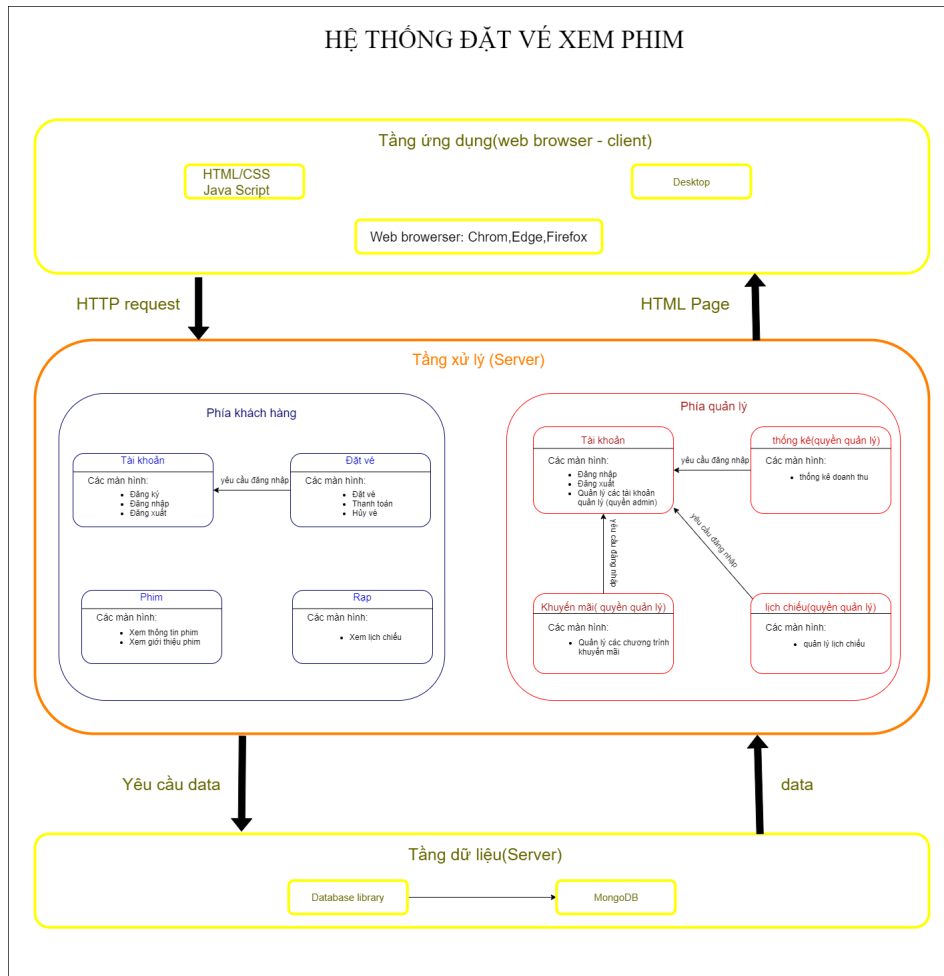 HỆ THỐNG ĐẶT VÉ XEM PHIM
Tầng ứng dụng(web browser - client)
HTML/CSS
Java Script
Desktop
Web browerser: Chrom,Edge,Firefox
HTTP request
HTML Page
Tầng xử lý (Server)
Phía khách hàng
Tài khoản
Các màn hình:
Đăng ký
Đăng nhập
Đăng xuất
yêu cầu đăng nhập
Đặt vé
Các màn hình:
Đặt vé
Thanh toán
Hủy vé
Phim
Các màn hình:
Xem thông tin phim
Xem giới thiệu phim
Rạp
Các màn hình:
Xem lịch chiếu
Phía quản lý
Tài khoản
Các màn hình:
Đăng nhập
Đăng xuất
Quản lý các tài khoản
quản lý (quyền admin)
yêu cầu đăng nhập
thống kê(quyền quản lý)
Các màn hình:
thống kê doanh thu
yêu cầu đăng nhập
yêu cầu đăng nhập
Khuyến mãi( quyền quản lý)
Các màn hình:
Quản lý các chương trình
khuyến mãi
lịch chiếu(quyền quản lý)
Các màn hình:
quản lý lịch chiếu
Yêu cầu data
data
Tầng dữ liệu(Server)
Database library
MongoDB